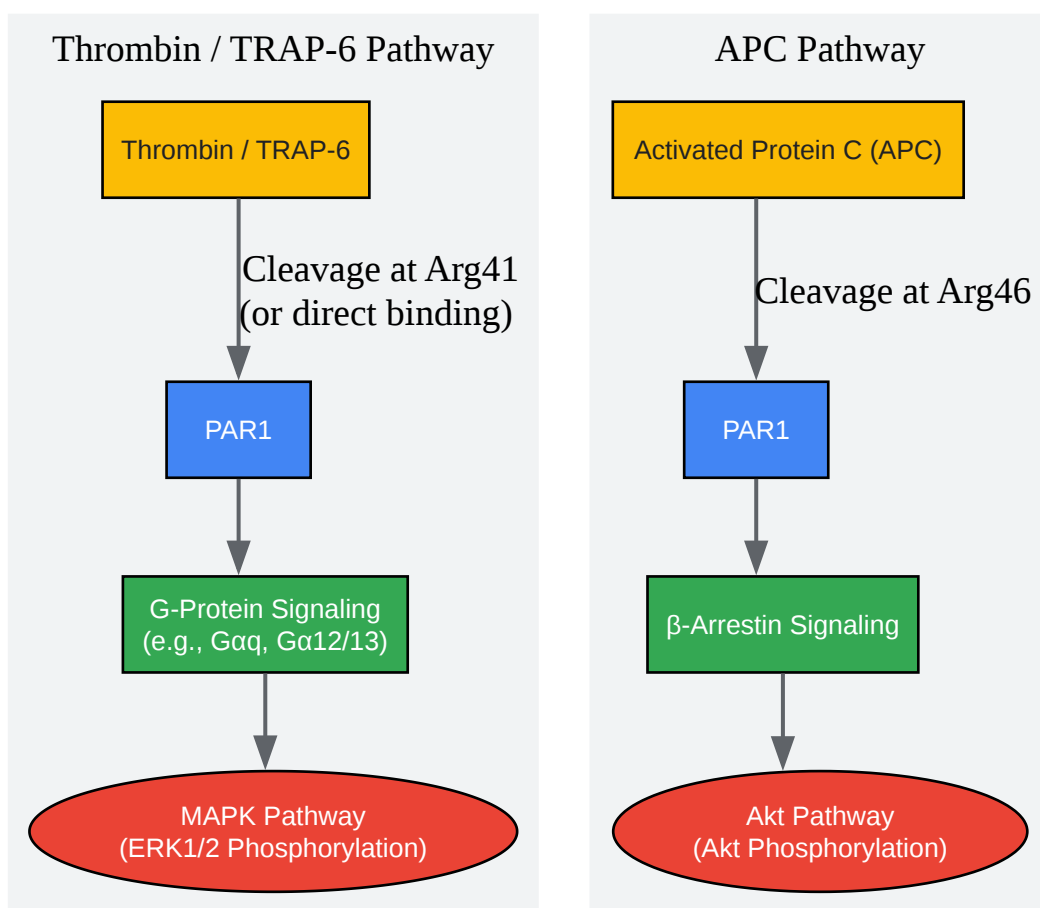 Thrombin / TRAP-6 Pathway
Thrombin / TRAP-6
Cleavage at Arg41
(or direct binding)
PAR1
G-Protein Signaling
(e.g., Gαq, Gα12/13)
MAPK Pathway
(ERK1/2 Phosphorylation)
APC Pathway
Activated Protein C (APC)
Cleavage at Arg46
PAR1
β-Arrestin Signaling
Akt Pathway
(Akt Phosphorylation)